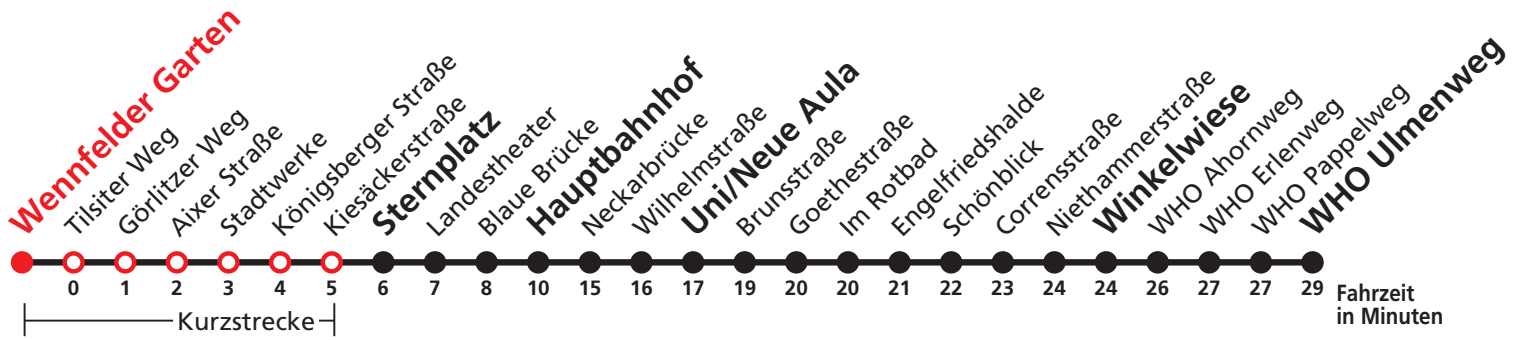 Wennfelder Garten
Tilsiter Weg
Görlitzer Weg
Aixer Straße
Stadtwerke
Königsberger Straße
Kiesäckerstraße
Sternplatz
Landestheater
Blaue Brücke
Hauptbahnhof
Neckarbrücke
Wilhelmstraße
Uni/Neue Aula
Brunsstraße
Goethestraße
Im Rotbad
Engelfriedshalde
Schönblick
Corrensstraße
Niethammerstraße
Winkelwiese
WHO Ahornweg
WHO Erlenweg
WHO Pappelweg
WHO Ulmenweg
0 1 2 3 4 5 6 7 8 10 15 16 17 19 20 20 21 22 23 24 24 26 27 27 29
Fahrzeit
in Minuten
Kurzstrecke